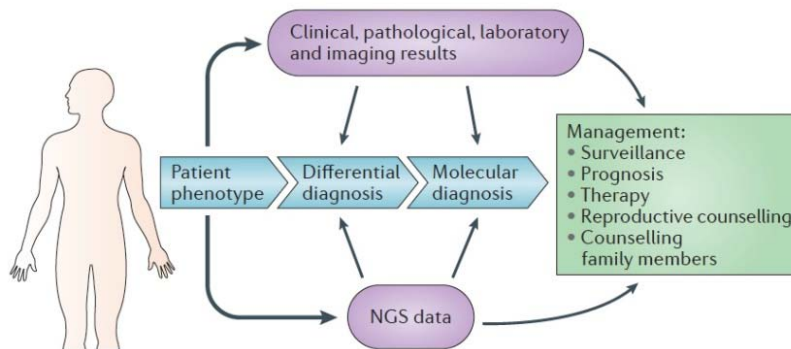 Clinical, pathological, laboratory
and imaging results
Patient
phenotype
Differential
diagnosis
Molecular
diagnosis
Management:
• Surveillance
• Prognosis
• Therapy
• Reproductive counselling
• Counselling
family members
NGS data